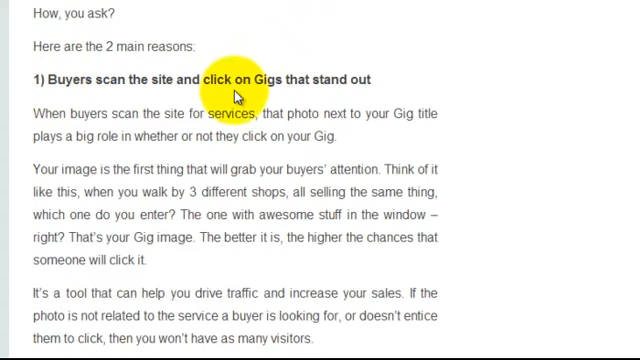 How, you ask?
Here are the 2 main reasons:
1) Buyers scan the site and click on Gigs that stand out
When buyers scan the site for services, that photo next to your Gig title
plays a big role in whether or not they click on your Gig.
Your image is the first thing that will grab your buyers’ attention. Think of it
like this, when you walk by 3 different shops, all selling the same thing,
which one do you enter? The one with awesome stuff in the window –
right? That’s your Gig image. The better it is, the higher the chances that
someone will click it.
It’s a tool that can help you drive traffic and increase your sales. If the
photo is not related to the service a buyer is looking for, or doesn’t entice
them to click, then you won’t have as many visitors.